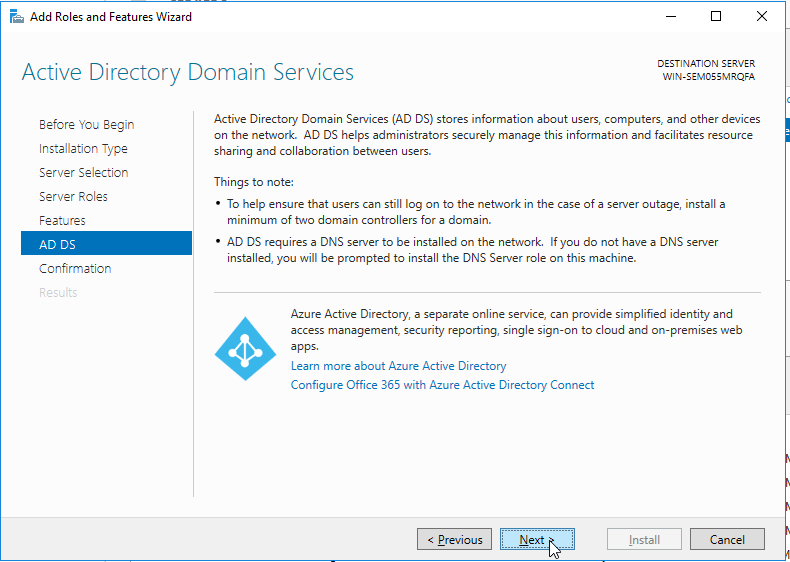 Add Roles and Features Wizard
Active Directory Domain Services
DESTINATION SERVER
WIN-SEM055MRQFA
Before You Begin
Installation Type
Server Selection
Server Roles
Features
AD DS
Confirmation
Results
Active Directory Domain Services (AD DS) stores information about users, computers, and other devices
on the network.  AD DS helps administrators securely manage this information and facilitates resource
sharing and collaboration between users.
Things to note:
• To help ensure that users can still log on to the network in the case of a server outage, install a
minimum of two domain controllers for a domain.
• AD DS requires a DNS server to be installed on the network.  If you do not have a DNS server
installed, you will be prompted to install the DNS Server role on this machine.
Azure Active Directory, a separate online service, can provide simplified identity and
access management, security reporting, single sign-on to cloud and on-premises web
apps.
Learn more about Azure Active Directory
Configure Office 365 with Azure Active Directory Connect
< Previous
Next >
Install
Cancel